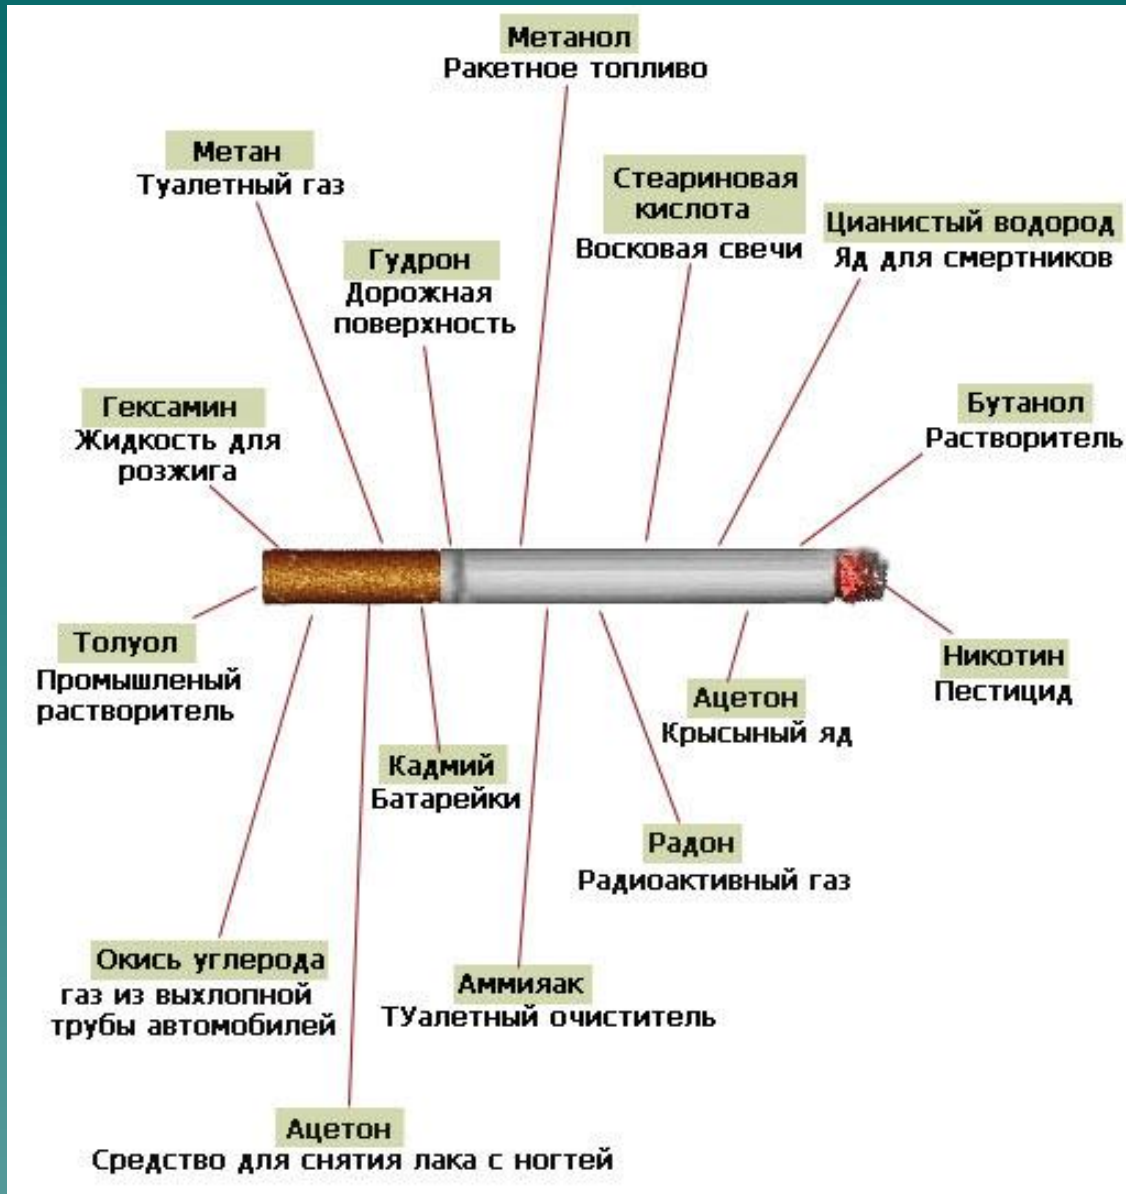 Метанол
Ракетное топливо
Метан
Туалетный газ
Стеариновая
кислота
Восковая свечи
Цианистый водород
Яд для смертников
Гудрон
Дорожная
поверхность
Гексамин
Жидкость для
розжига
Бутанол
Растворитель
Толуол
Промышленый
растворитель
Никотин
Пестицид
Ацетон
Крысыный яд
Кадмий
Батарейки
Радон
Радиоактивный газ
Окись углерода
газ из выхлопной
трубы автомобилей
Аммияак
ТУалетный очиститель
Ацетон
Средство для снятия лака с ногтей